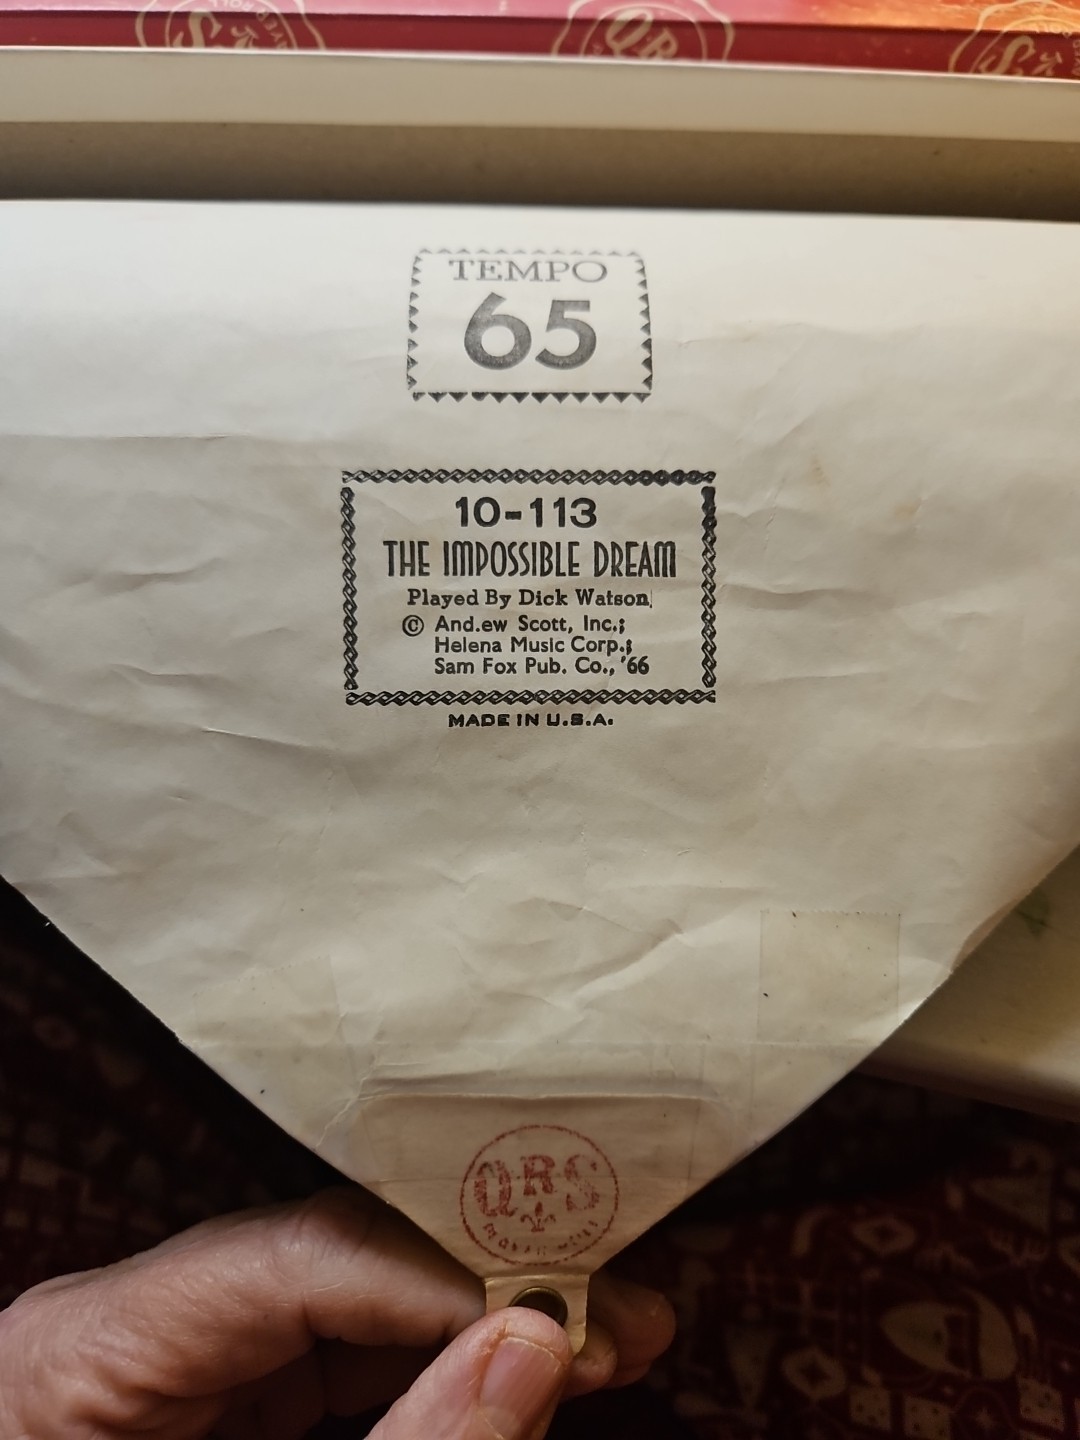 QR
TEMPO
65
10-113
THE IMPOSSIBLE DREAM
Played By Dick Watson
© And.ew Scott, Inc.;
Helena Music Corp.;
Sam Fox Pub. Co., '66
MADE IN U.S.A.
QRS